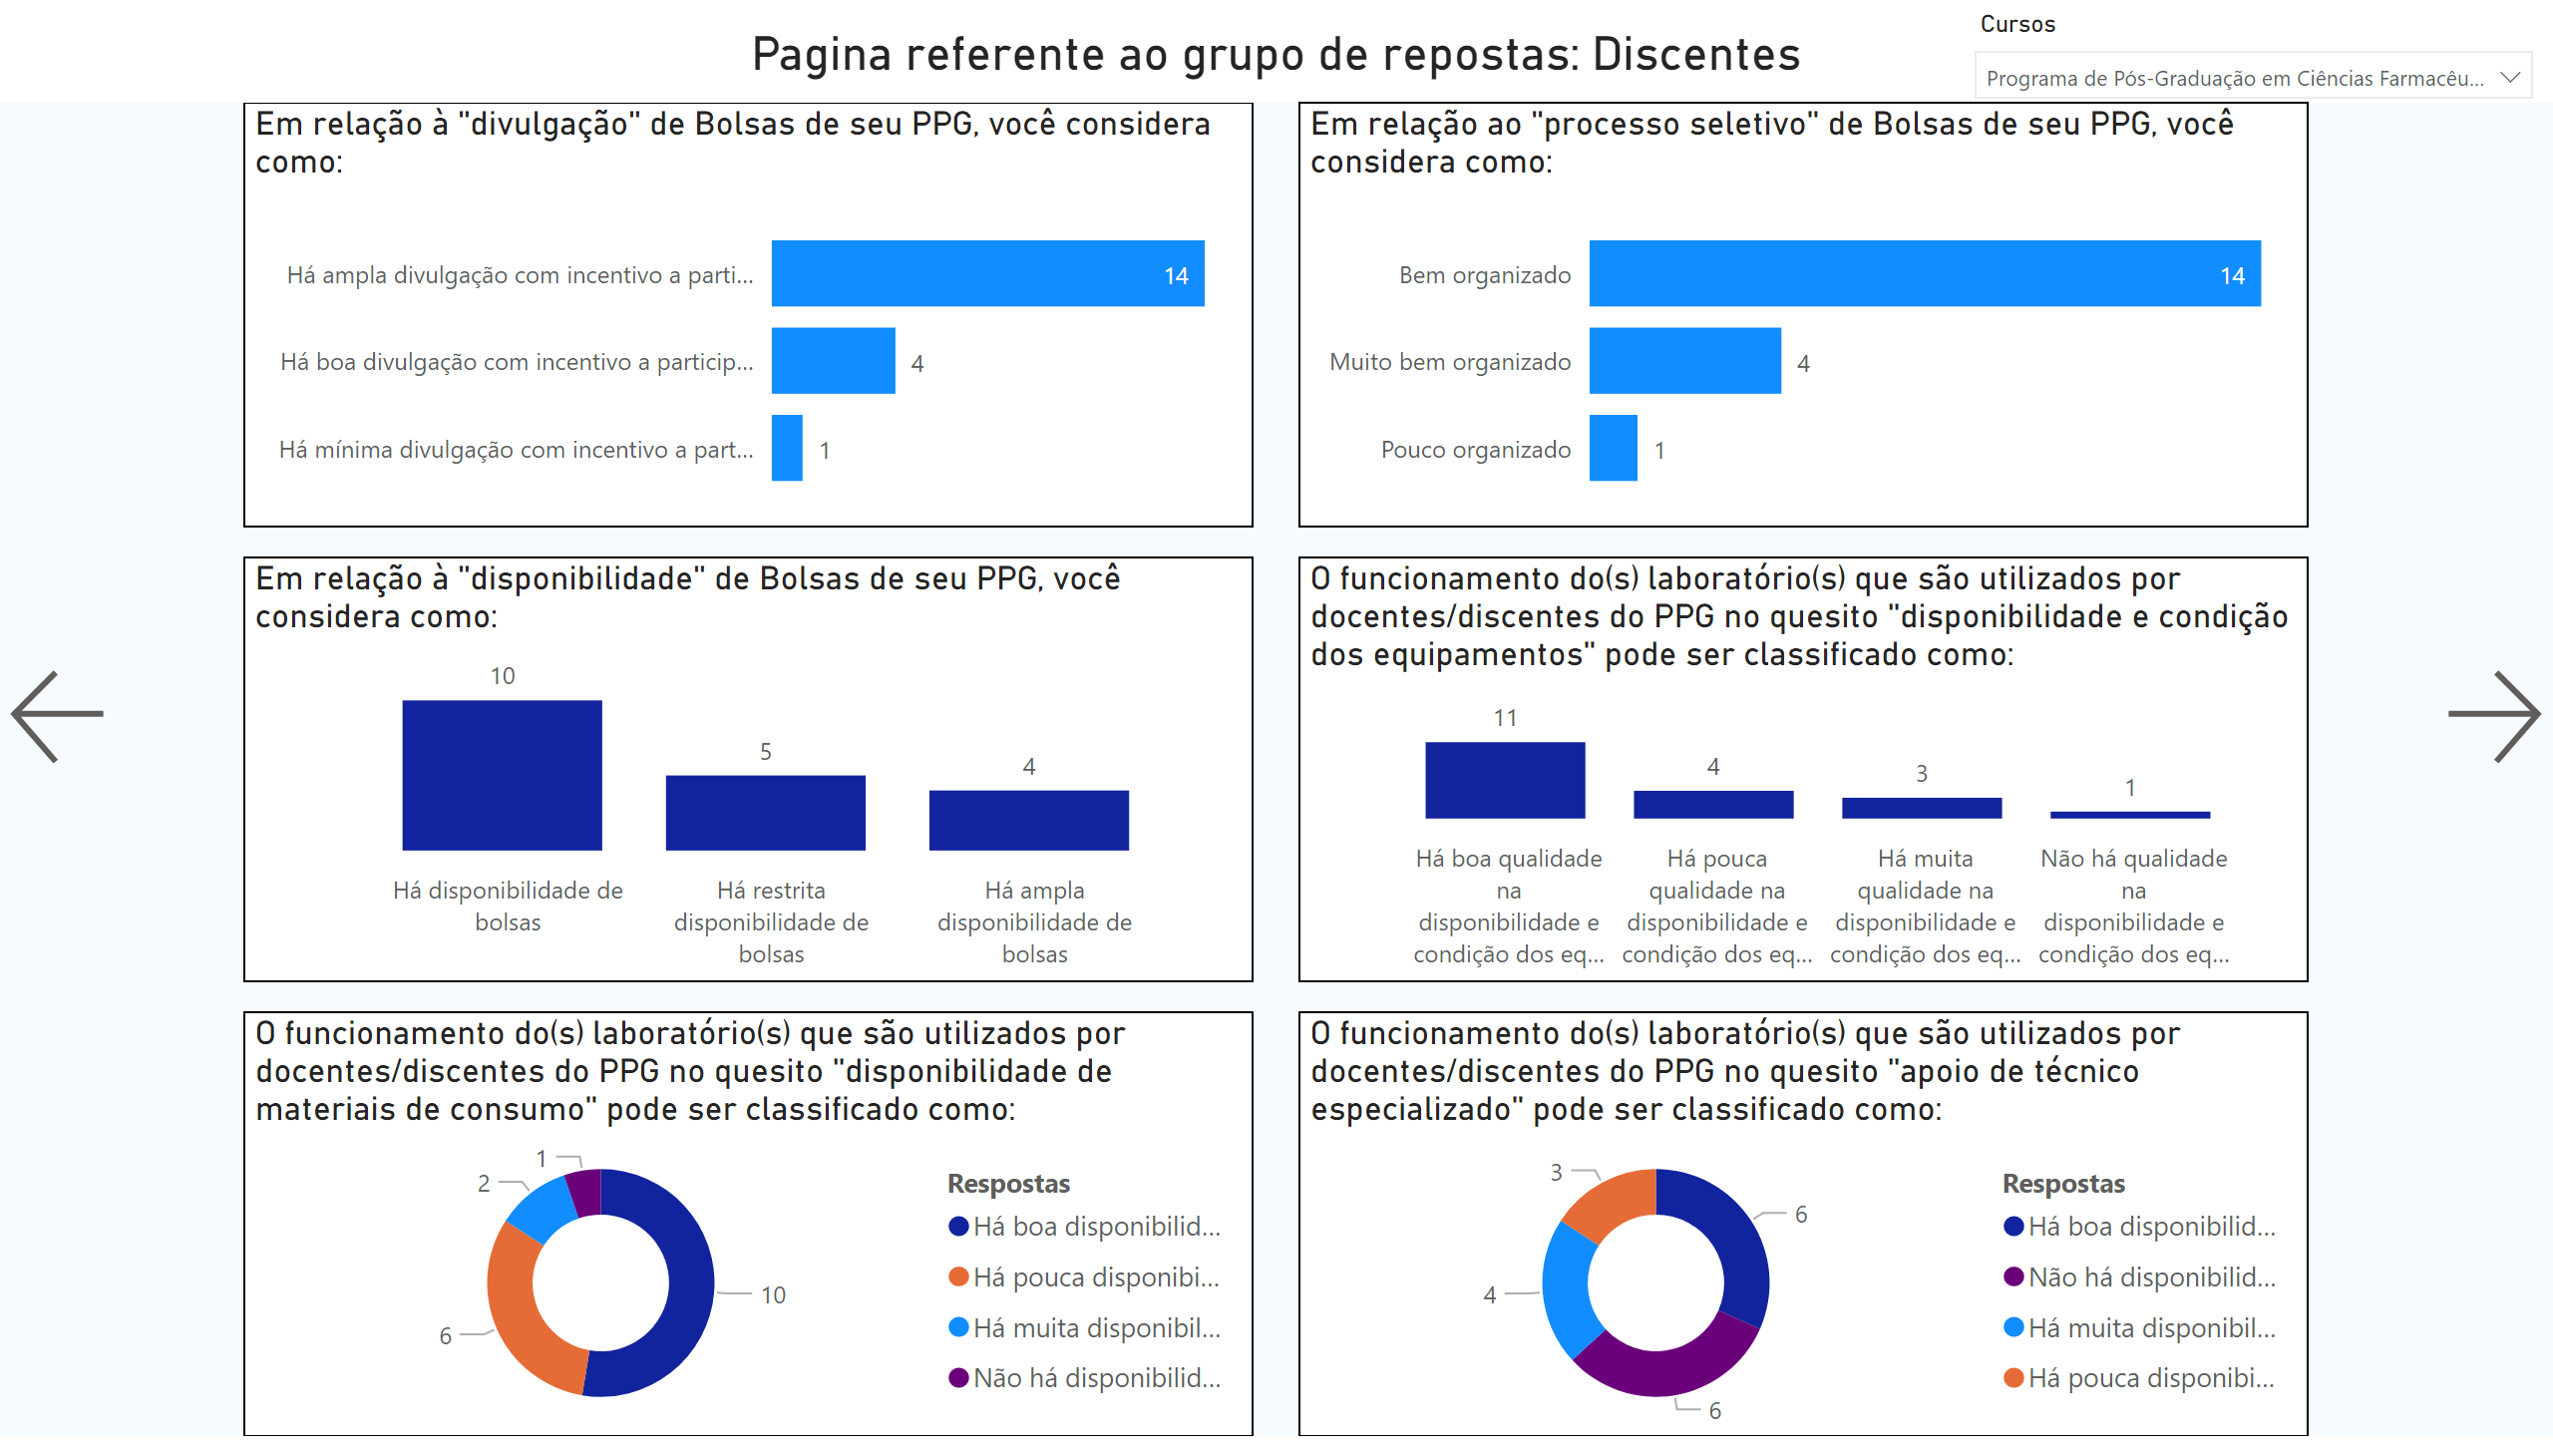 Pagina referente ao grupo de repostas: Discentes
Cursos
Programa de Pós-Graduação em Ciências Farmacêu...
Em relação à "divulgação" de Bolsas de seu PPG, você considera
como:
Há ampla divulgação com incentivo a parti...
14
Há boa divulgação com incentivo a particip...
4
Há mínima divulgação com incentivo a part...
1
Em relação ao "processo seletivo" de Bolsas de seu PPG, você
considera como:
Bem organizado
14
Muito bem organizado
4
Pouco organizado
1
Em relação à "disponibilidade" de Bolsas de seu PPG, você
considera como:
10
5
4
Há disponibilidade de
bolsas
Há restrita
disponibilidade de
bolsas
Há ampla
disponibilidade de
bolsas
O funcionamento do(s) laboratório(s) que são utilizados por
docentes/discentes do PPG no quesito "disponibilidade e condição
dos equipamentos" pode ser classificado como:
11
4
3
1
Há boa qualidade
na
disponibilidade e
condição dos eq...
Há pouca
qualidade na
disponibilidade e
condição dos eq...
Há muita
qualidade na
disponibilidade e
condição dos eq...
Não há qualidade
na
disponibilidade e
condição dos eq...
O funcionamento do(s) laboratório(s) que são utilizados por
docentes/discentes do PPG no quesito "disponibilidade de
materiais de consumo" pode ser classificado como:
1
2
6
10
Respostas
Há boa disponibilid...
Há pouca disponibi...
Há muita disponibil...
Não há disponibilid...
O funcionamento do(s) laboratório(s) que são utilizados por
docentes/discentes do PPG no quesito "apoio de técnico
especializado" pode ser classificado como:
3
6
4
6
Respostas
Há boa disponibilid...
Não há disponibilid...
Há muita disponibil...
Há pouca disponibi...